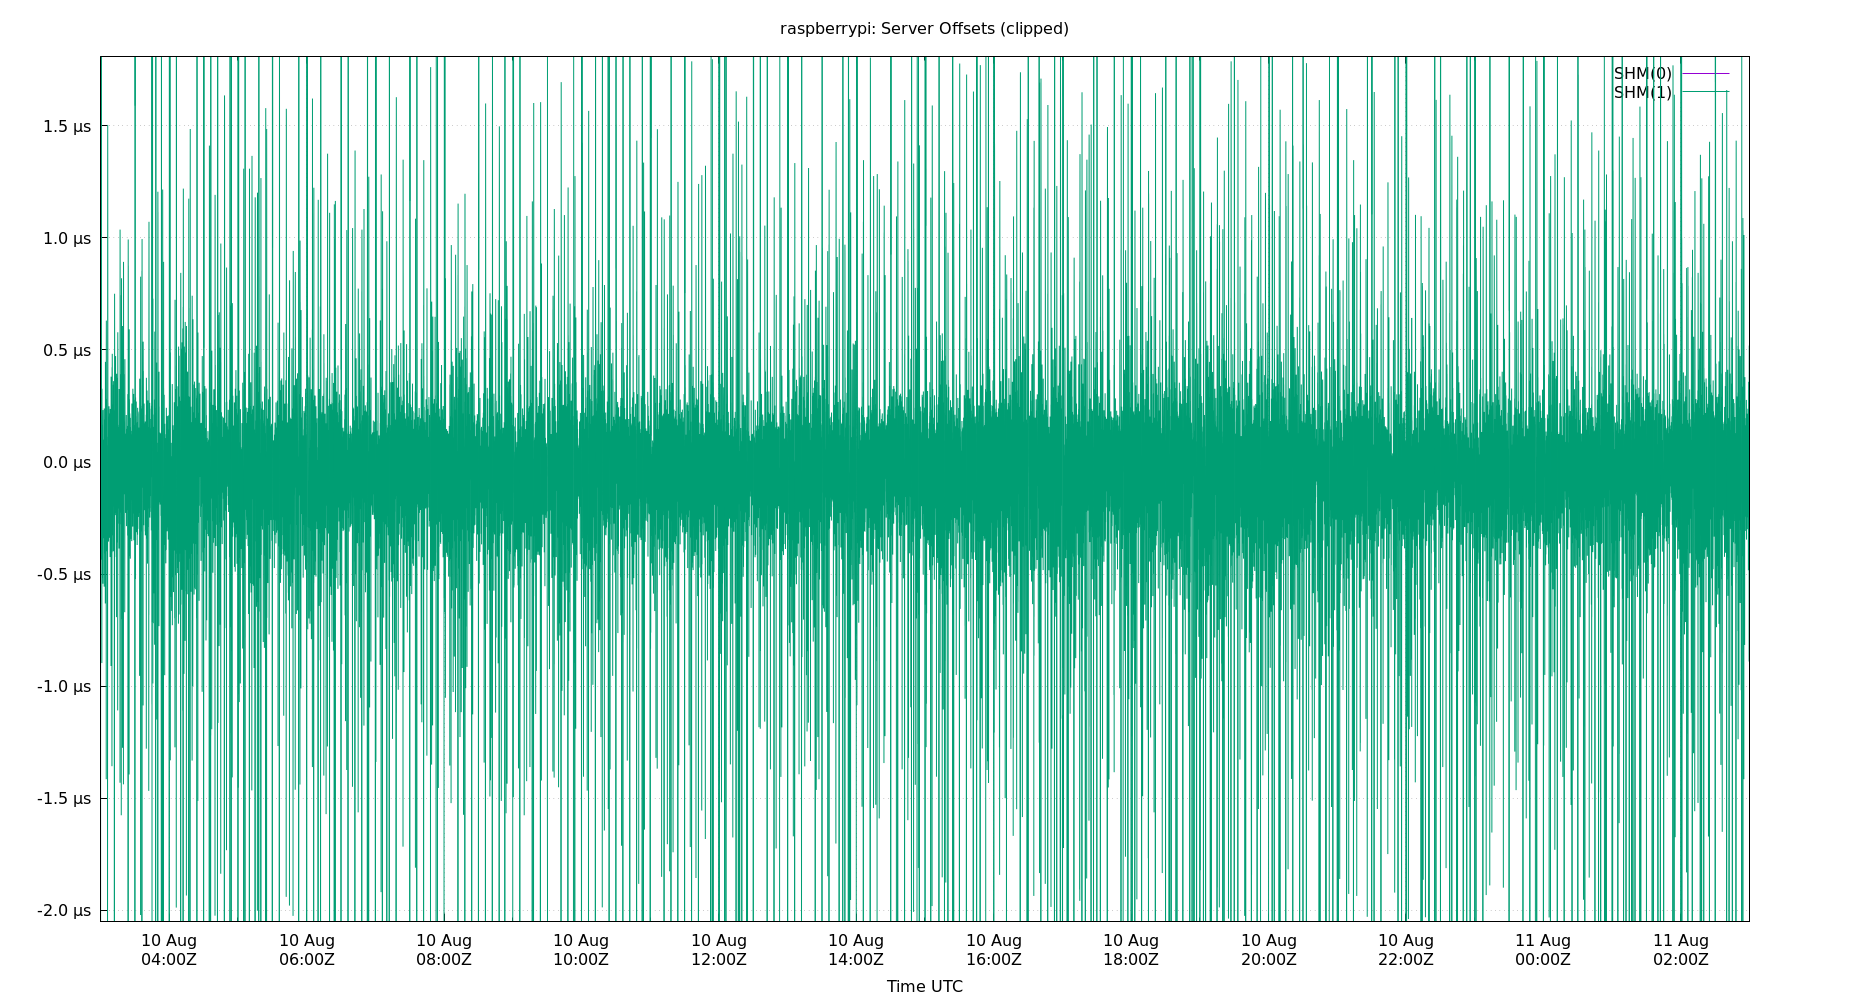 raspberrypi: Server Offsets (clipped)
SHM(0)
SHM(1)
1.5 µs
1.0 µs
0.5 µs
0.0 µs
-0.5 µs
-1.0 µs
-1.5 µs
-2.0 µs
10 Aug 10 Aug 10 Aug 10 Aug 10 Aug 10 Aug 10 Aug 10 Aug 10 Aug 10 Aug 11 Aug 11 Aug
04:00Z 06:00Z 08:00Z 10:00Z 12:00Z 14:00Z 16:00Z 18:00Z 20:00Z 22:00Z 00:00Z 02:00Z
Time UTC